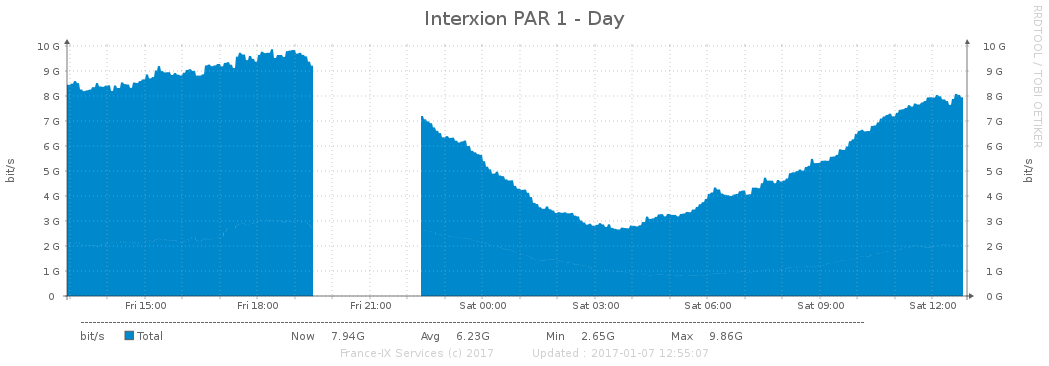 Interxion PAR 1 - Day
RRDTOOL / TOBI OETIKER
bit/s
10 G 10 G
9 G 9 G
8 G 8 G
7 G 7 G
6 G 6 G
5 G 5 G
4 G 4 G
3 G 3 G
2 G 2 G
1 G 1 G
0 0 G
bit/s
Fri 15:00 Fri 18:00 Fri 21:00 Sat 00:00 Sat 03:00 Sat 06:00 Sat 09:00 Sat 12:00
bit/s Total Now 7.94G Avg 6.23G Min 2.65G Max 9.86G
France-IX Services (c) 2017 Updated : 2017-01-07 12:55:07